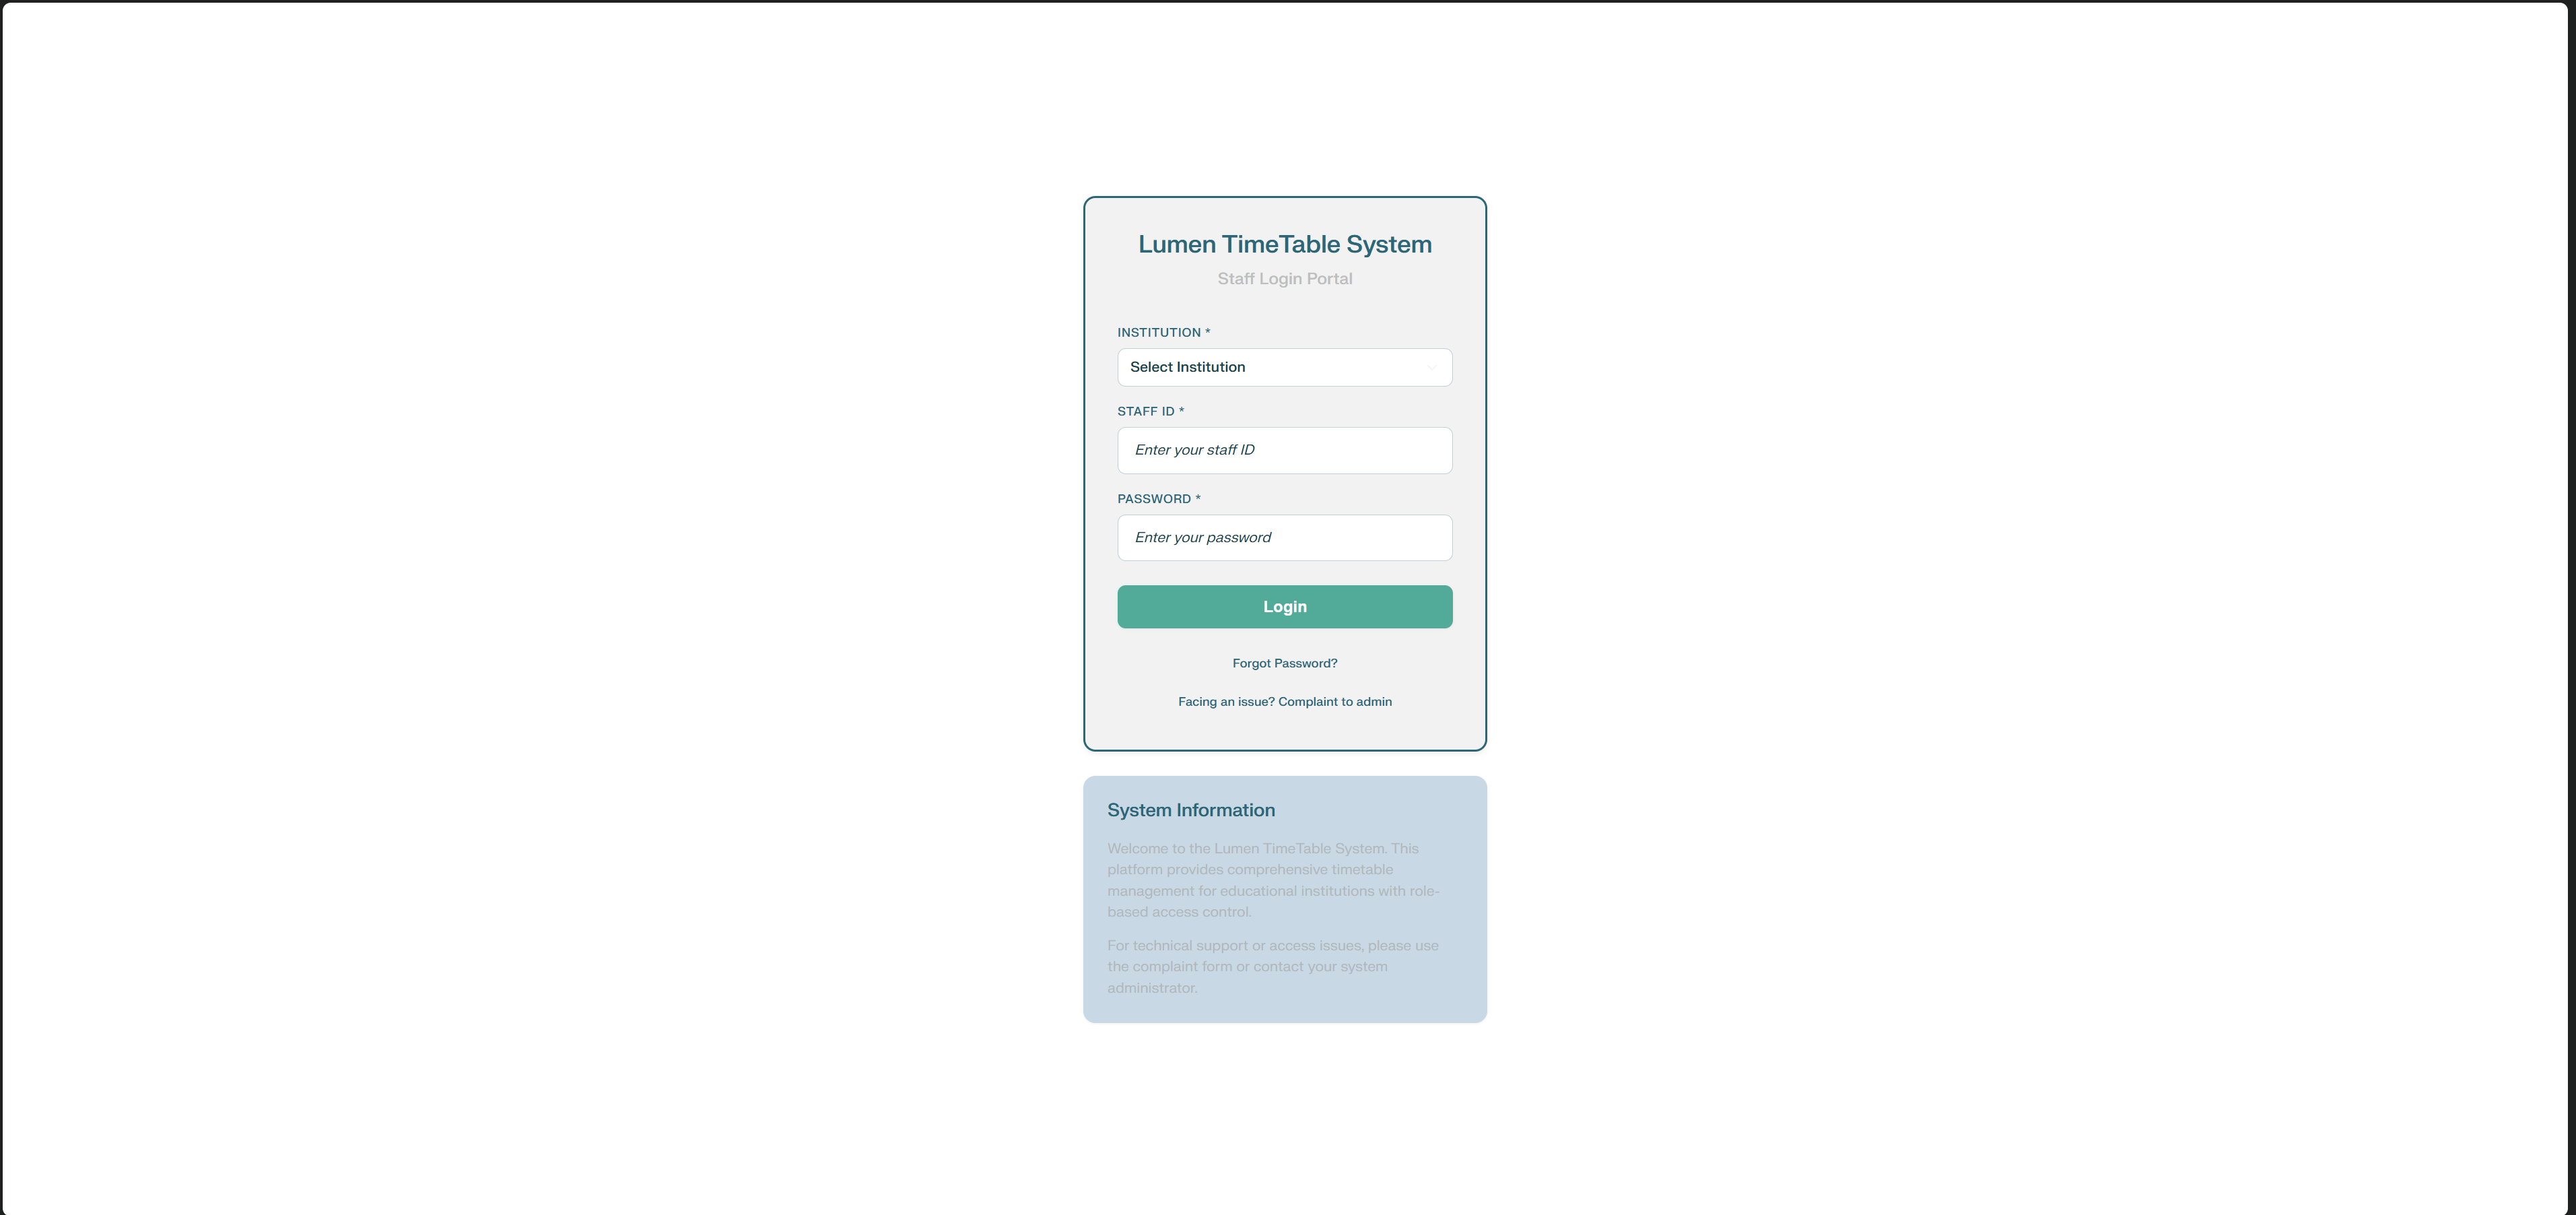 Lumen TimeTable System
Staff Login Portal
INSTITUTION *
Select Institution
STAFF ID *
Enter your staff ID
PASSWORD *
Enter your password
Login
Forgot Password?
Facing an issue? Complaint to admin
System Information
Welcome to the Lumen TimeTable System. This
platform provides comprehensive timetable
management for educational institutions with role-
based access control.
For technical support or access issues, please use
the complaint form or contact your system
administrator.